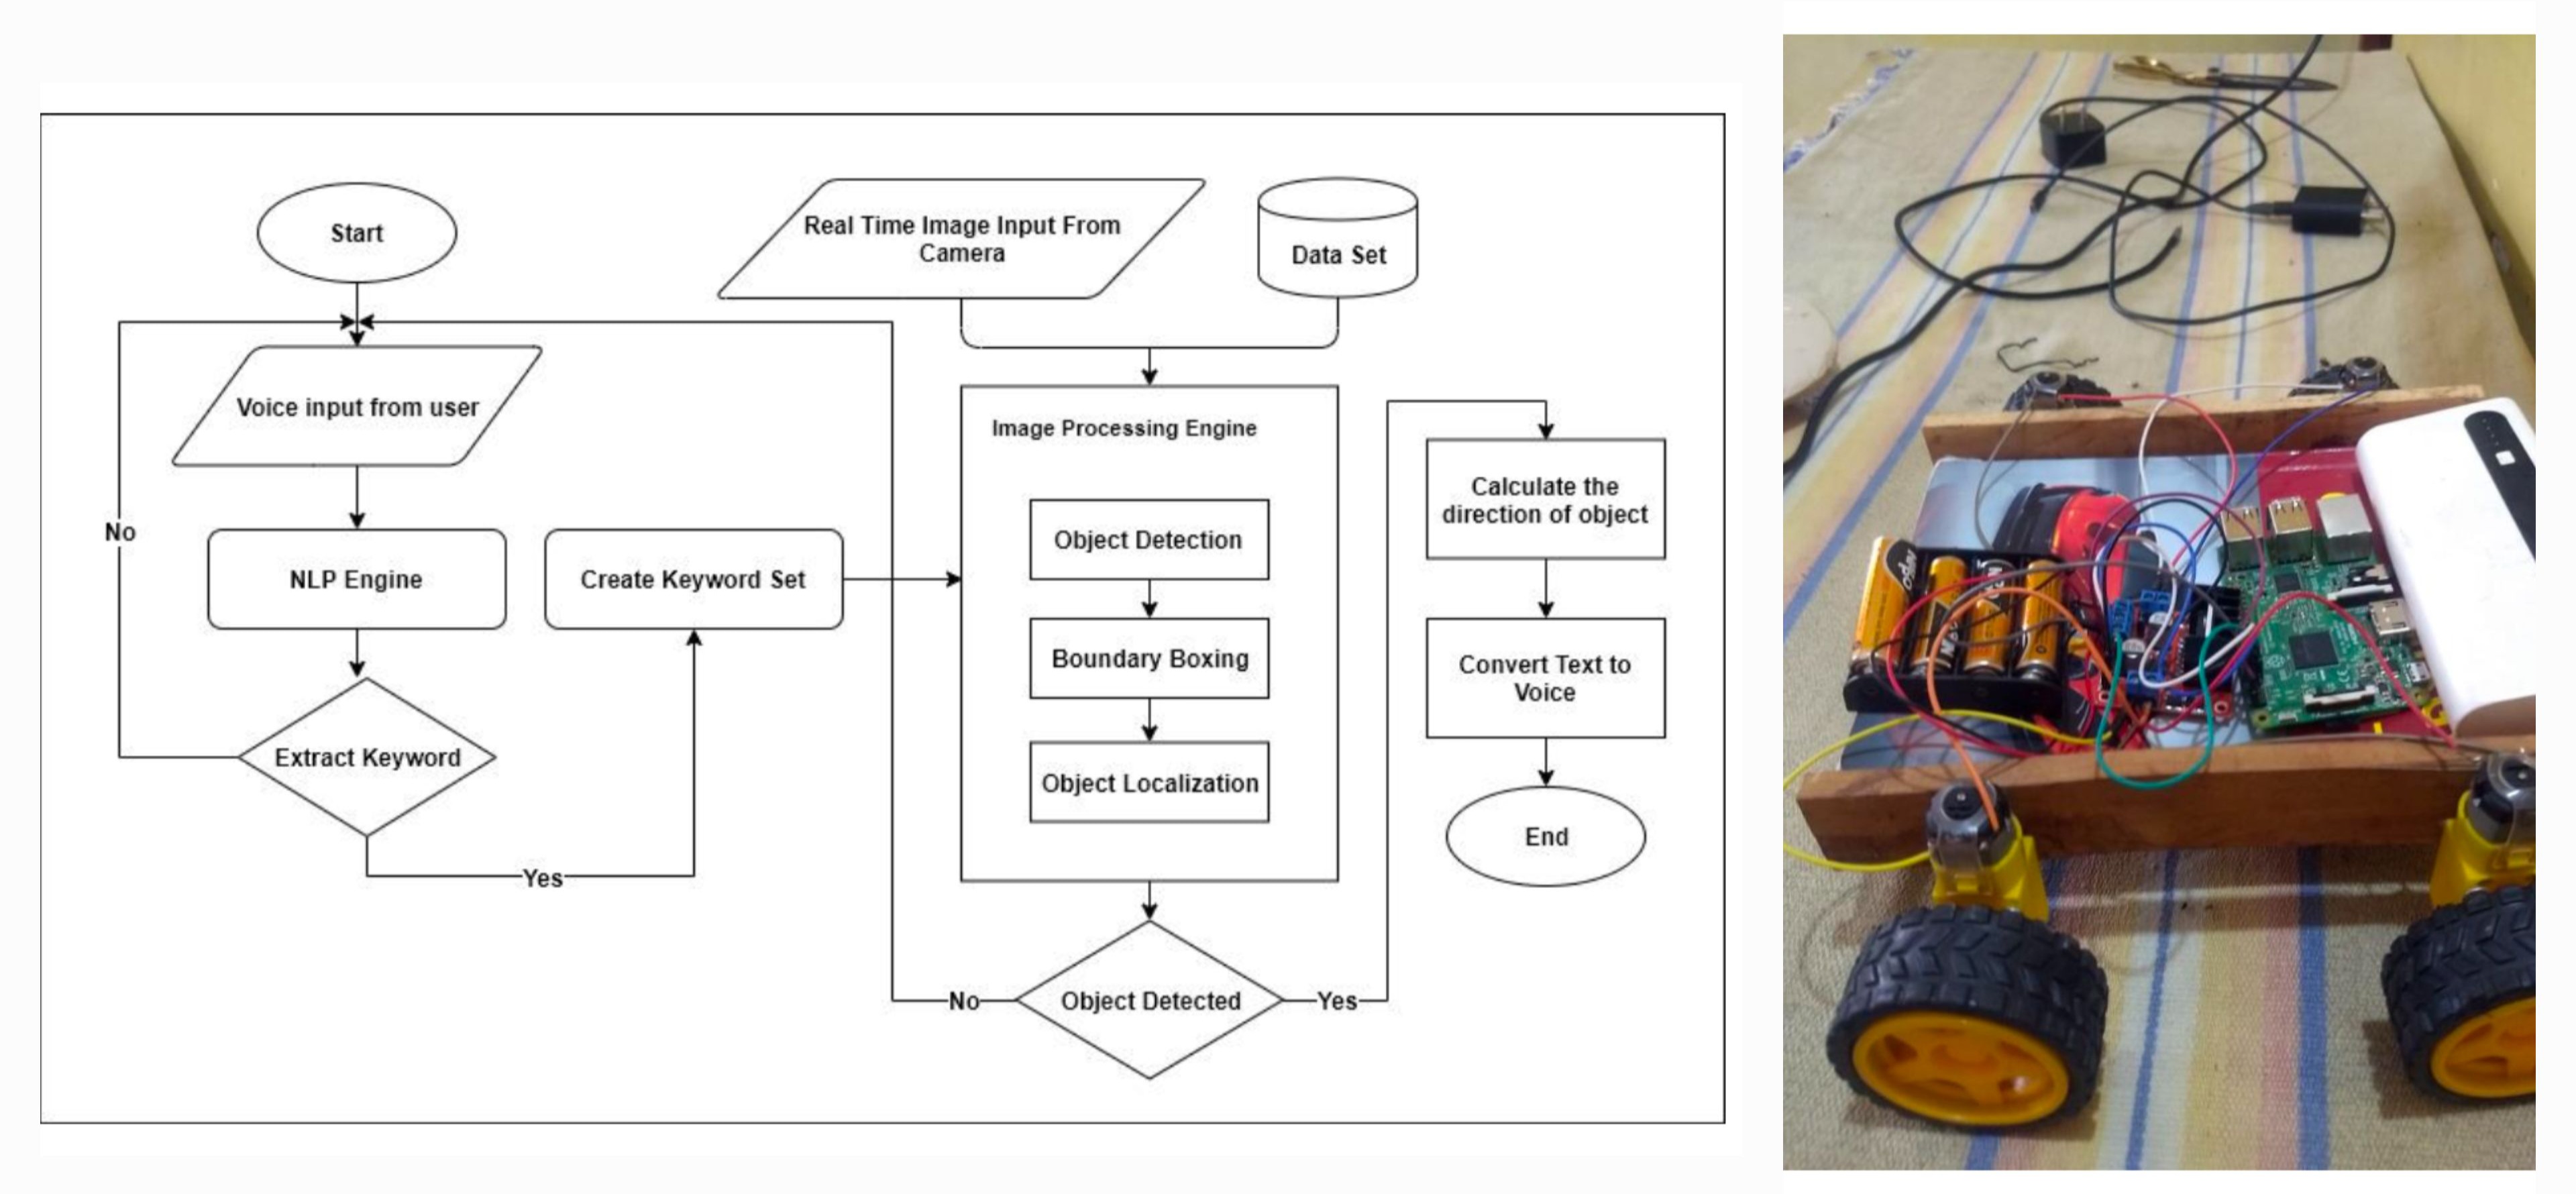 Start
Voice input from user
No
NLP Engine
Extract Keyword
Yes
Create Keyword Set
Real Time Image Input From
Camera
Data Set
Image Processing Engine
Object Detection
Boundary Boxing
Object Localization
Object Detected
No
Yes
Calculate the
direction of object
Convert Text to
Voice
End